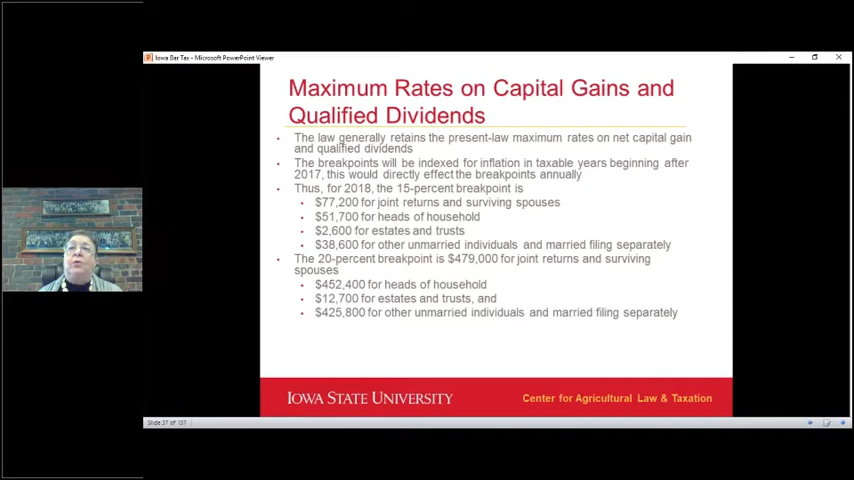 Iowa Bar Tax - Microsoft PowerPoint Viewer
Maximum Rates on Capital Gains and
Qualified Dividends
• The law generally retains the present-law maximum rates on net capital gain
and qualified dividends
• The breakpoints will be indexed for inflation in taxable years beginning after
2017, this would directly effect the breakpoints annually
• Thus, for 2018, the 15-percent breakpoint is
• $77,200 for joint returns and surviving spouses
• $51,700 for heads of household
• $2,600 for estates and trusts
• $38,600 for other unmarried individuals and married filing separately
• The 20-percent breakpoint is $479,000 for joint returns and surviving
spouses
• $452,400 for heads of household
• $12,700 for estates and trusts, and
• $425,800 for other unmarried individuals and married filing separately
IOWA STATE UNIVERSITY
Center for Agricultural Law & Taxation
Slide 37 of 157